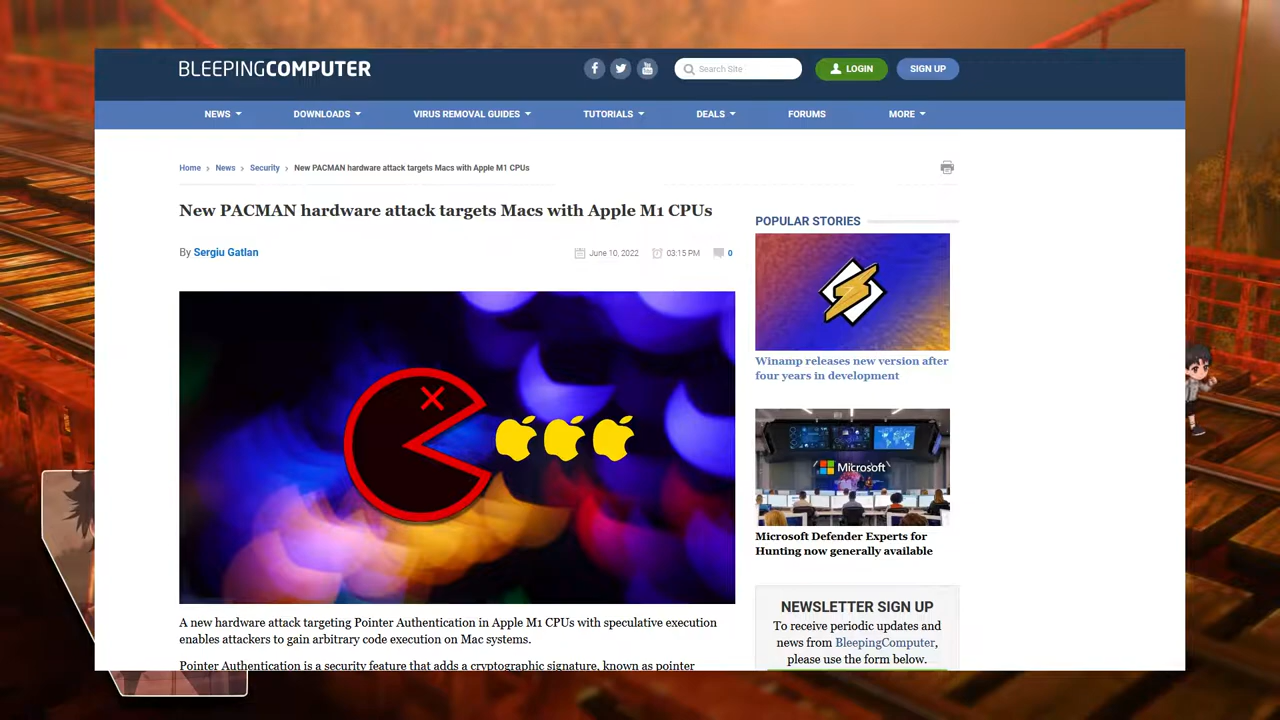 BLEEPINGCOMPUTER
Search Site
LOGIN
SIGN UP
NEWS
DOWNLOADS
VIRUS REMOVAL GUIDES
TUTORIALS
DEALS
FORUMS
MORE
Home > News > Security > New PACMAN hardware attack targets Macs with Apple M1 CPUs
New PACMAN hardware attack targets Macs with Apple M1 CPUs
By Sergiu Gatlan
June 10, 2022
03:15 PM
0
A new hardware attack targeting Pointer Authentication in Apple M1 CPUs with speculative execution
enables attackers to gain arbitrary code execution on Mac systems.
Pointer Authentication is a security feature that adds a cryptographic signature, known as pointer
POPULAR STORIES
Winamp releases new version after
four years in development
Microsoft
Microsoft Defender Experts for
Hunting now generally available
NEWSLETTER SIGN UP
To receive periodic updates and
news from BleepingComputer,
please use the form below.